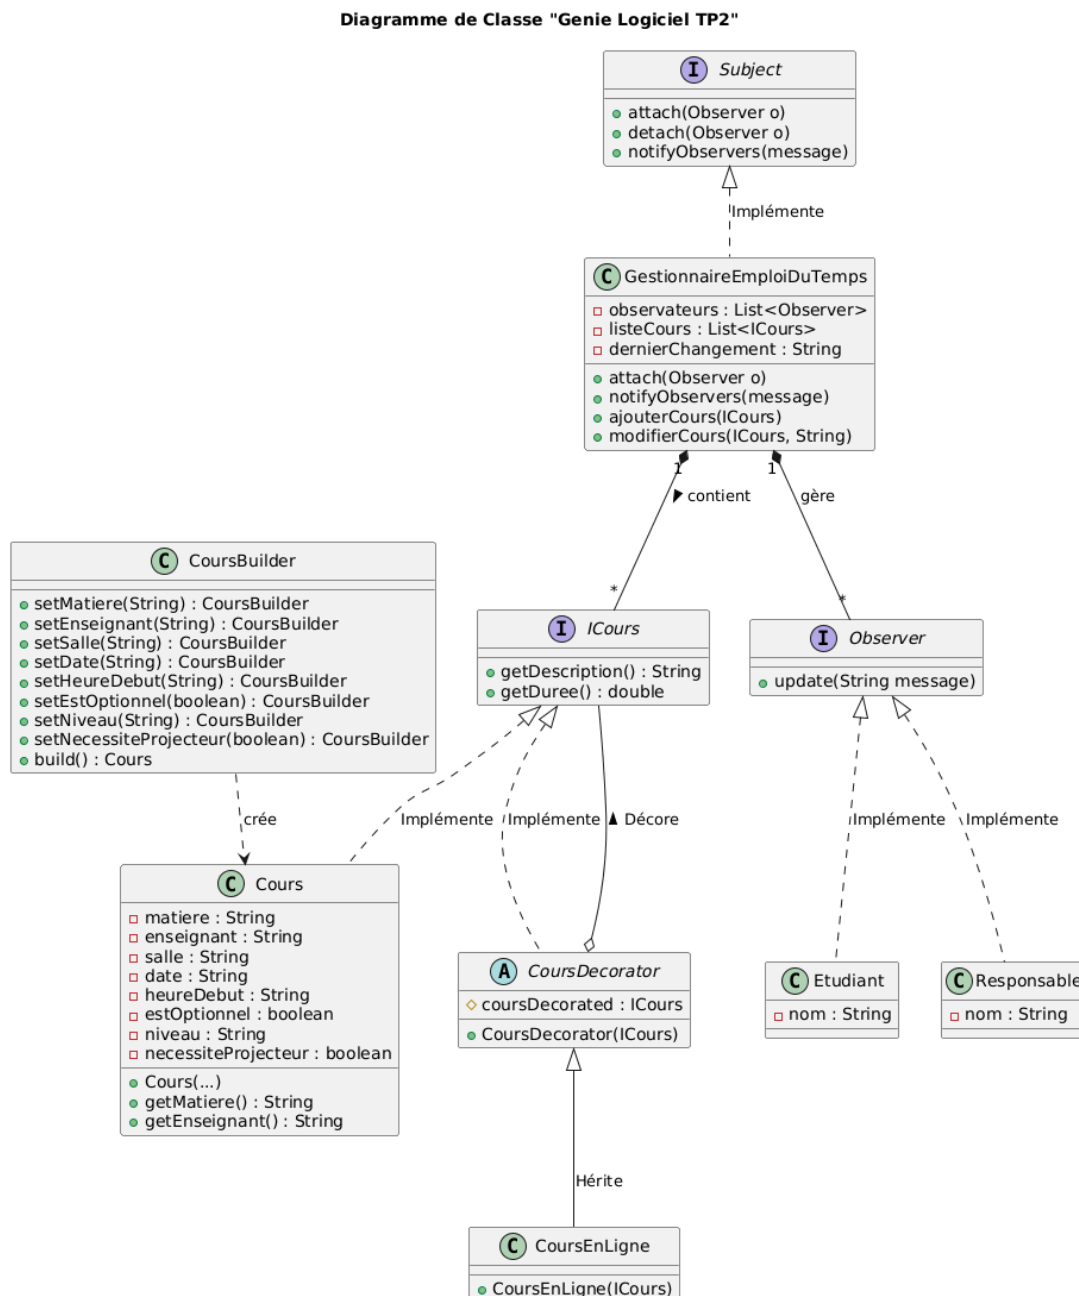 Diagramme de Classe "Genie Logiciel TP2"
I Subject
attach(Observer o)
detach(Observer o)
notifyObservers(message)
Implémente
C GestionnaireEmploiDuTemps
observateurs : List<Observer>
listeCours : List<ICours>
dernierChangement : String
attach(Observer o)
notifyObservers(message)
ajouterCours(ICours)
modifierCours(ICours, String)
1
1
contient
gère
*
*
C CoursBuilder
setMatiere(String) : CoursBuilder
setEnseignant(String) : CoursBuilder
setSalle(String) : CoursBuilder
setDate(String) : CoursBuilder
setHeureDebut(String) : CoursBuilder
setEstOptionnel(boolean) : CoursBuilder
setNiveau(String) : CoursBuilder
setNecessiteProjecteur(boolean) : CoursBuilder
build() : Cours
I ICours
getDescription() : String
getDuree() : double
I Observer
update(String message)
crée
Implémente
Implémente
Décore
Implémente
Implémente
C Cours
matiere : String
enseignant : String
salle : String
date : String
heureDebut : String
estOptionnel : boolean
niveau : String
necessiteProjecteur : boolean
Cours(...)
getMatiere() : String
getEnseignant() : String
A CoursDecorator
coursDecorated : ICours
CoursDecorator(ICours)
C Etudiant
nom : String
C Responsable
nom : String
Hérite
C CoursEnLigne
CoursEnLigne(ICours)